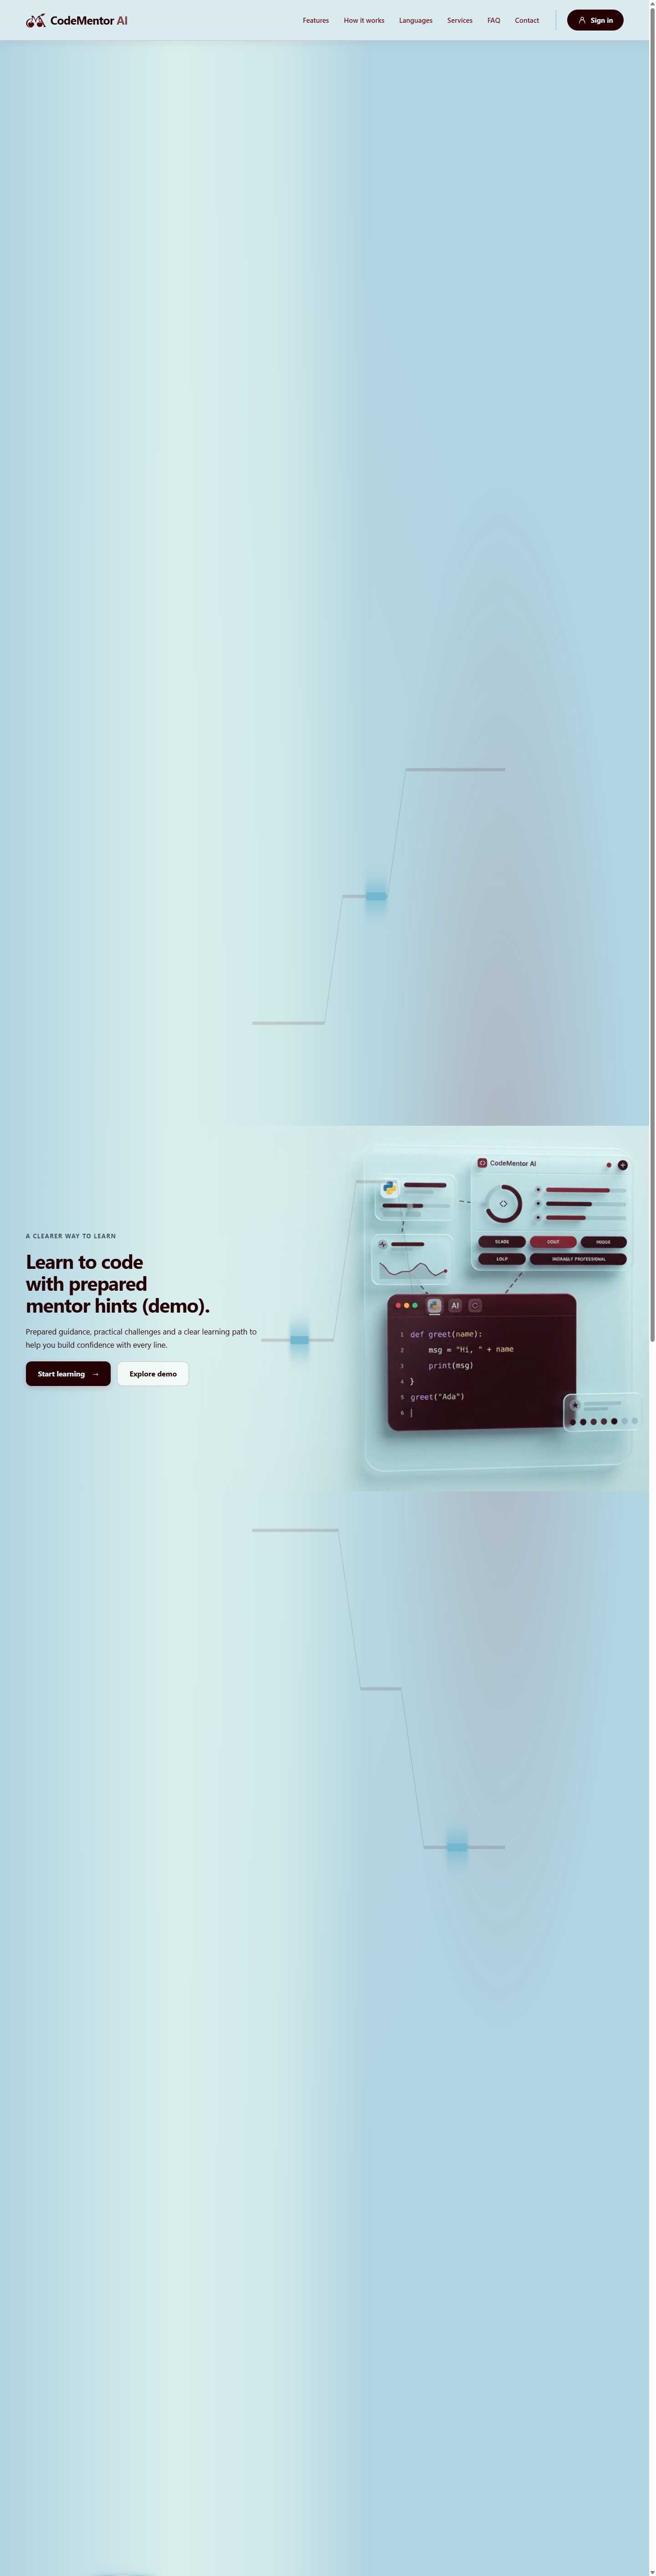 CodeMentor AI
Features
How it works
Languages
Services
FAQ
Contact
Sign in
A CLEARER WAY TO LEARN
Learn to code
with prepared
mentor hints (demo).
Prepared guidance, practical challenges and a clear learning path to
help you build confidence with every line.
Start learning →
Explore demo
CodeMentor AI
SLADE
COUT
MIDGE
LOLP
PROFESSIONAL
AI
1 def greet(name):
2 msg = "Hi, " + name
3 print(msg)
4 }
5 greet("Ada")
6